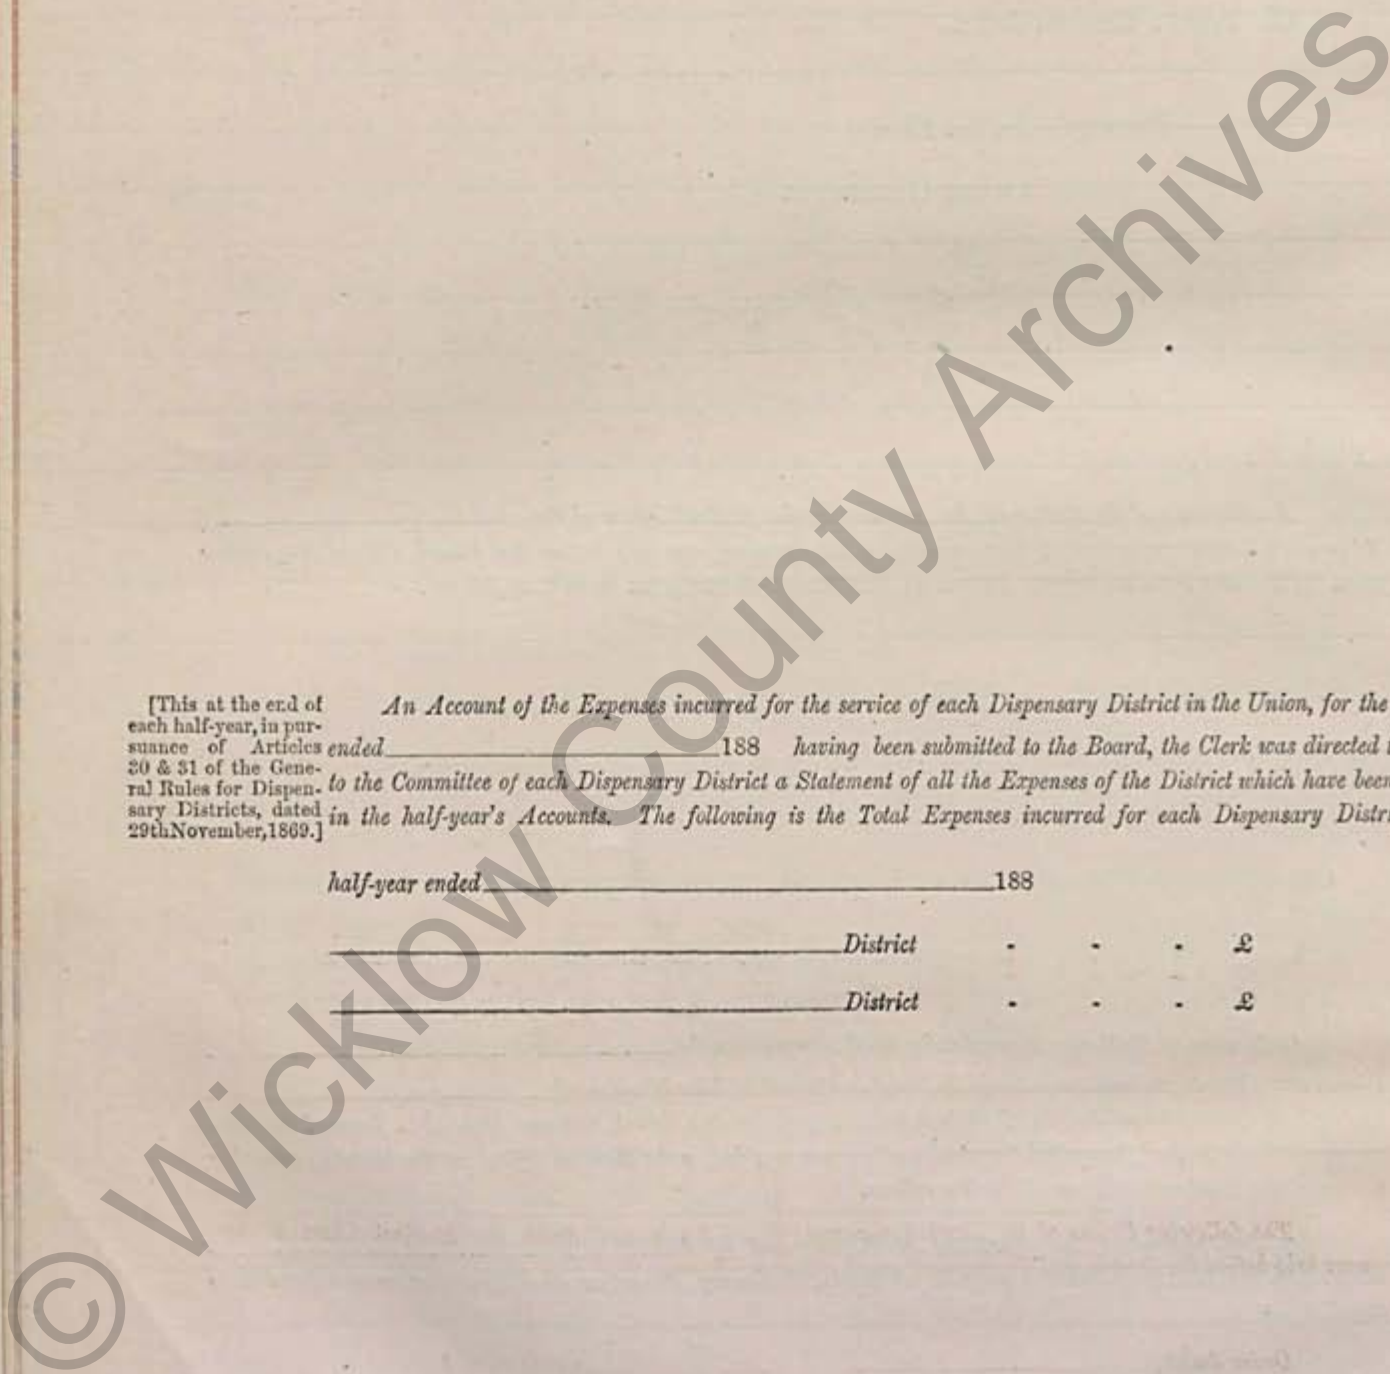 [This at the end of
each half-year, in pur-
suance of Articles
30 & 31 of the Gene-
ral Rules for Dispen-
sary Districts, dated
29th November, 1869.]
An Account of the Expenses incurred for the service of each Dispensary District in the Union, for the
ended 188 having been submitted to the Board, the Clerk was directed
to the Committee of each Dispensary District a Statement of all the Expenses of the District which have been
in the half-year's Accounts. The following is the Total Expenses incurred for each Dispensary Distri
half-year ended 188
District - - - £
District - - - £
© Wicklow County Archives